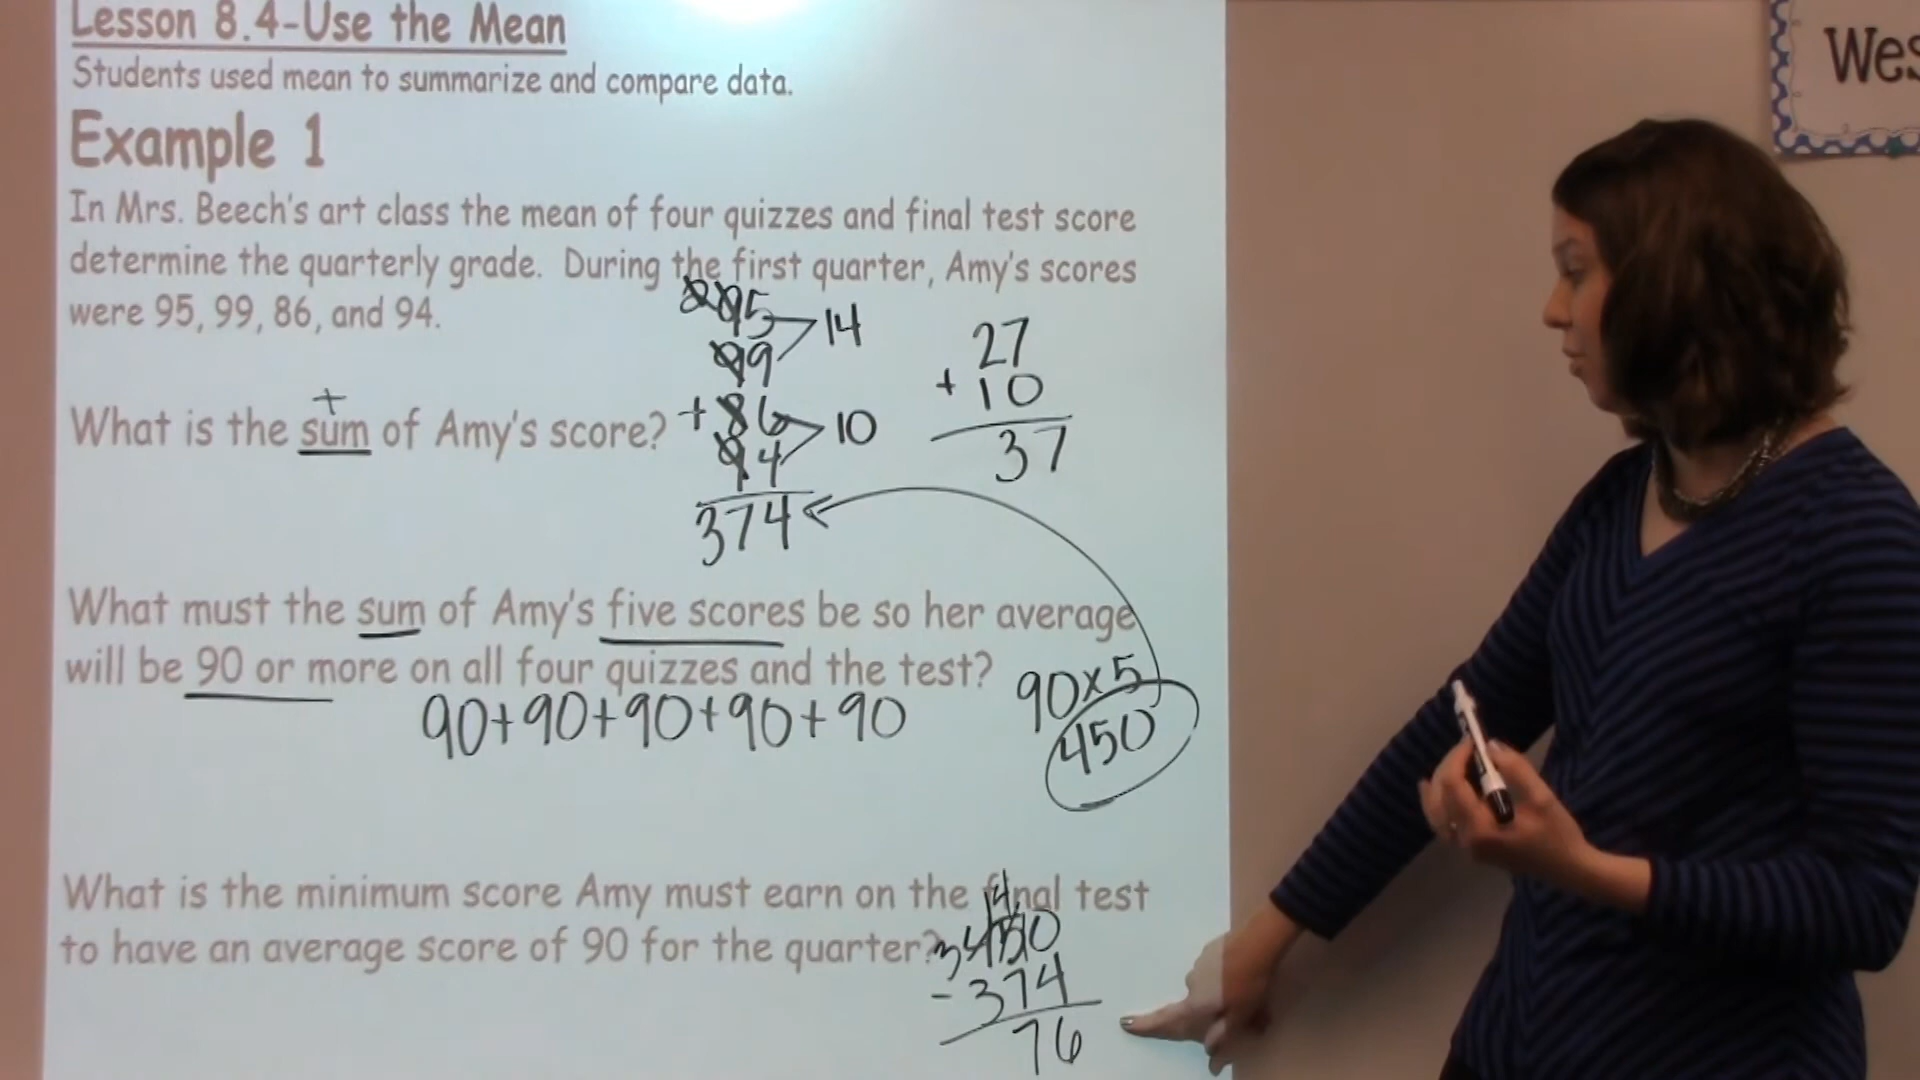 Lesson 8.4-Use the Mean
Students used mean to summarize and compare data.
Example 1
In Mrs. Beech's art class the mean of four quizzes and final test score
determine the quarterly grade. During the first quarter, Amy's scores
were 95, 99, 86, and 94.
+
What is the sum of Amy's score?
95
99
+ 86
94
374
14
10
27
+ 10
37
What must the sum of Amy's five scores be so her average
will be 90 or more on all four quizzes and the test?
90+90+90+90+90
90x5
450
What is the minimum score Amy must earn on the final test
to have an average score of 90 for the quarter?
3 14
450
- 374
76
Wes